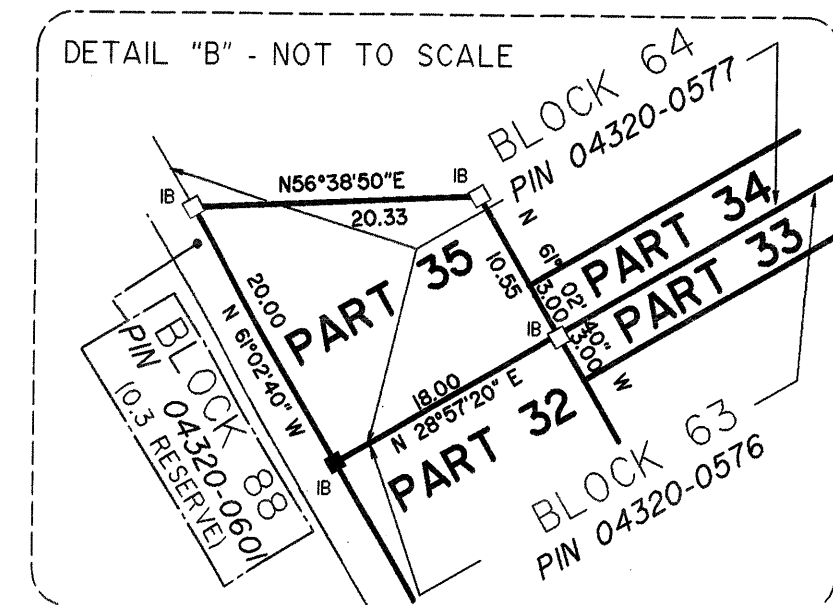 DETAIL "B" - NOT TO SCALE
BLOCK 64
PIN 04320-0577
IB
N56°38'50"E
IB
20.33
PART 35
20.00
N 61°02'40" W
10.55
N 61° 02' 40" W
3.00
PART 34
IB
3.00
PART 33
18.00
N 28°57'20" E
PART 32
IB
BLOCK 88
PIN 04320-0601
(0.3 RESERVE)
BLOCK 63
PIN 04320-0576